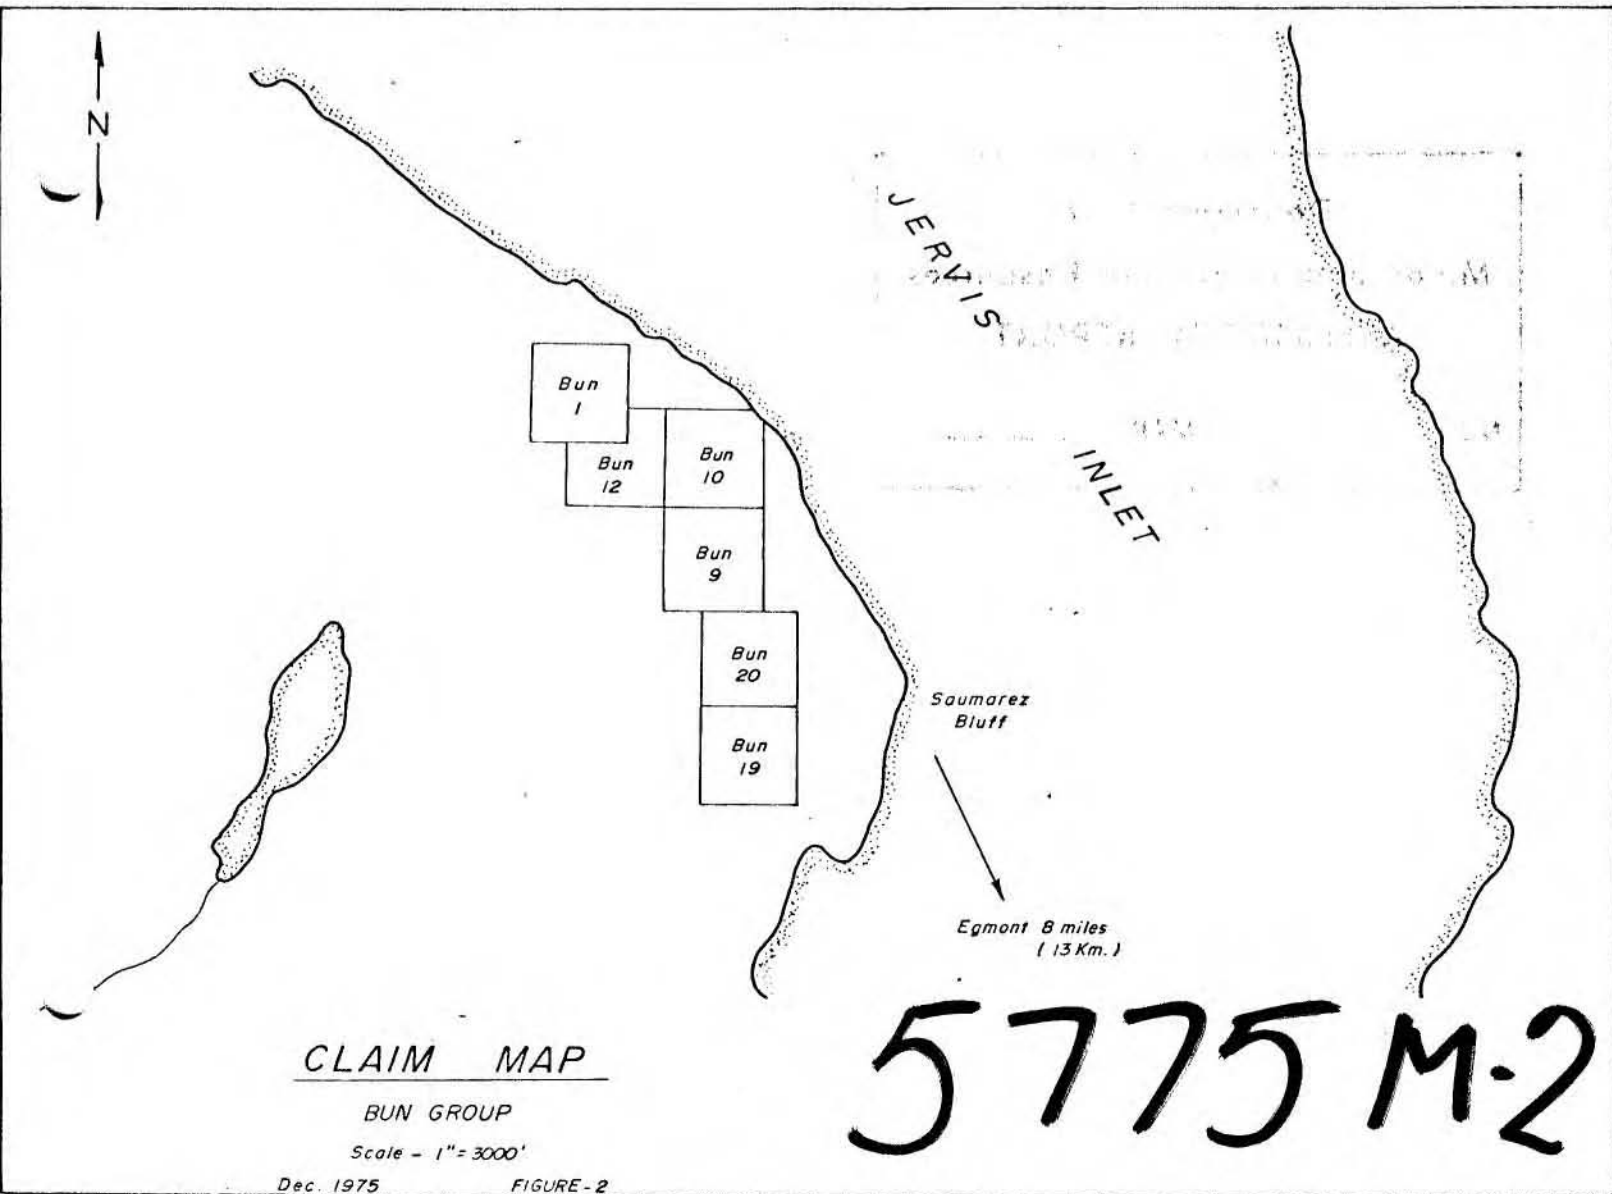 N
JERVIS
INLET
Bun
1
Bun
12
Bun
10
Bun
9
Bun
20
Bun
19
Saumarez
Bluff
Egmont 8 miles
(13 Km.)
CLAIM MAP
BUN GROUP
Scale - 1" = 3000'
Dec. 1975 FIGURE-2
5775 M-2